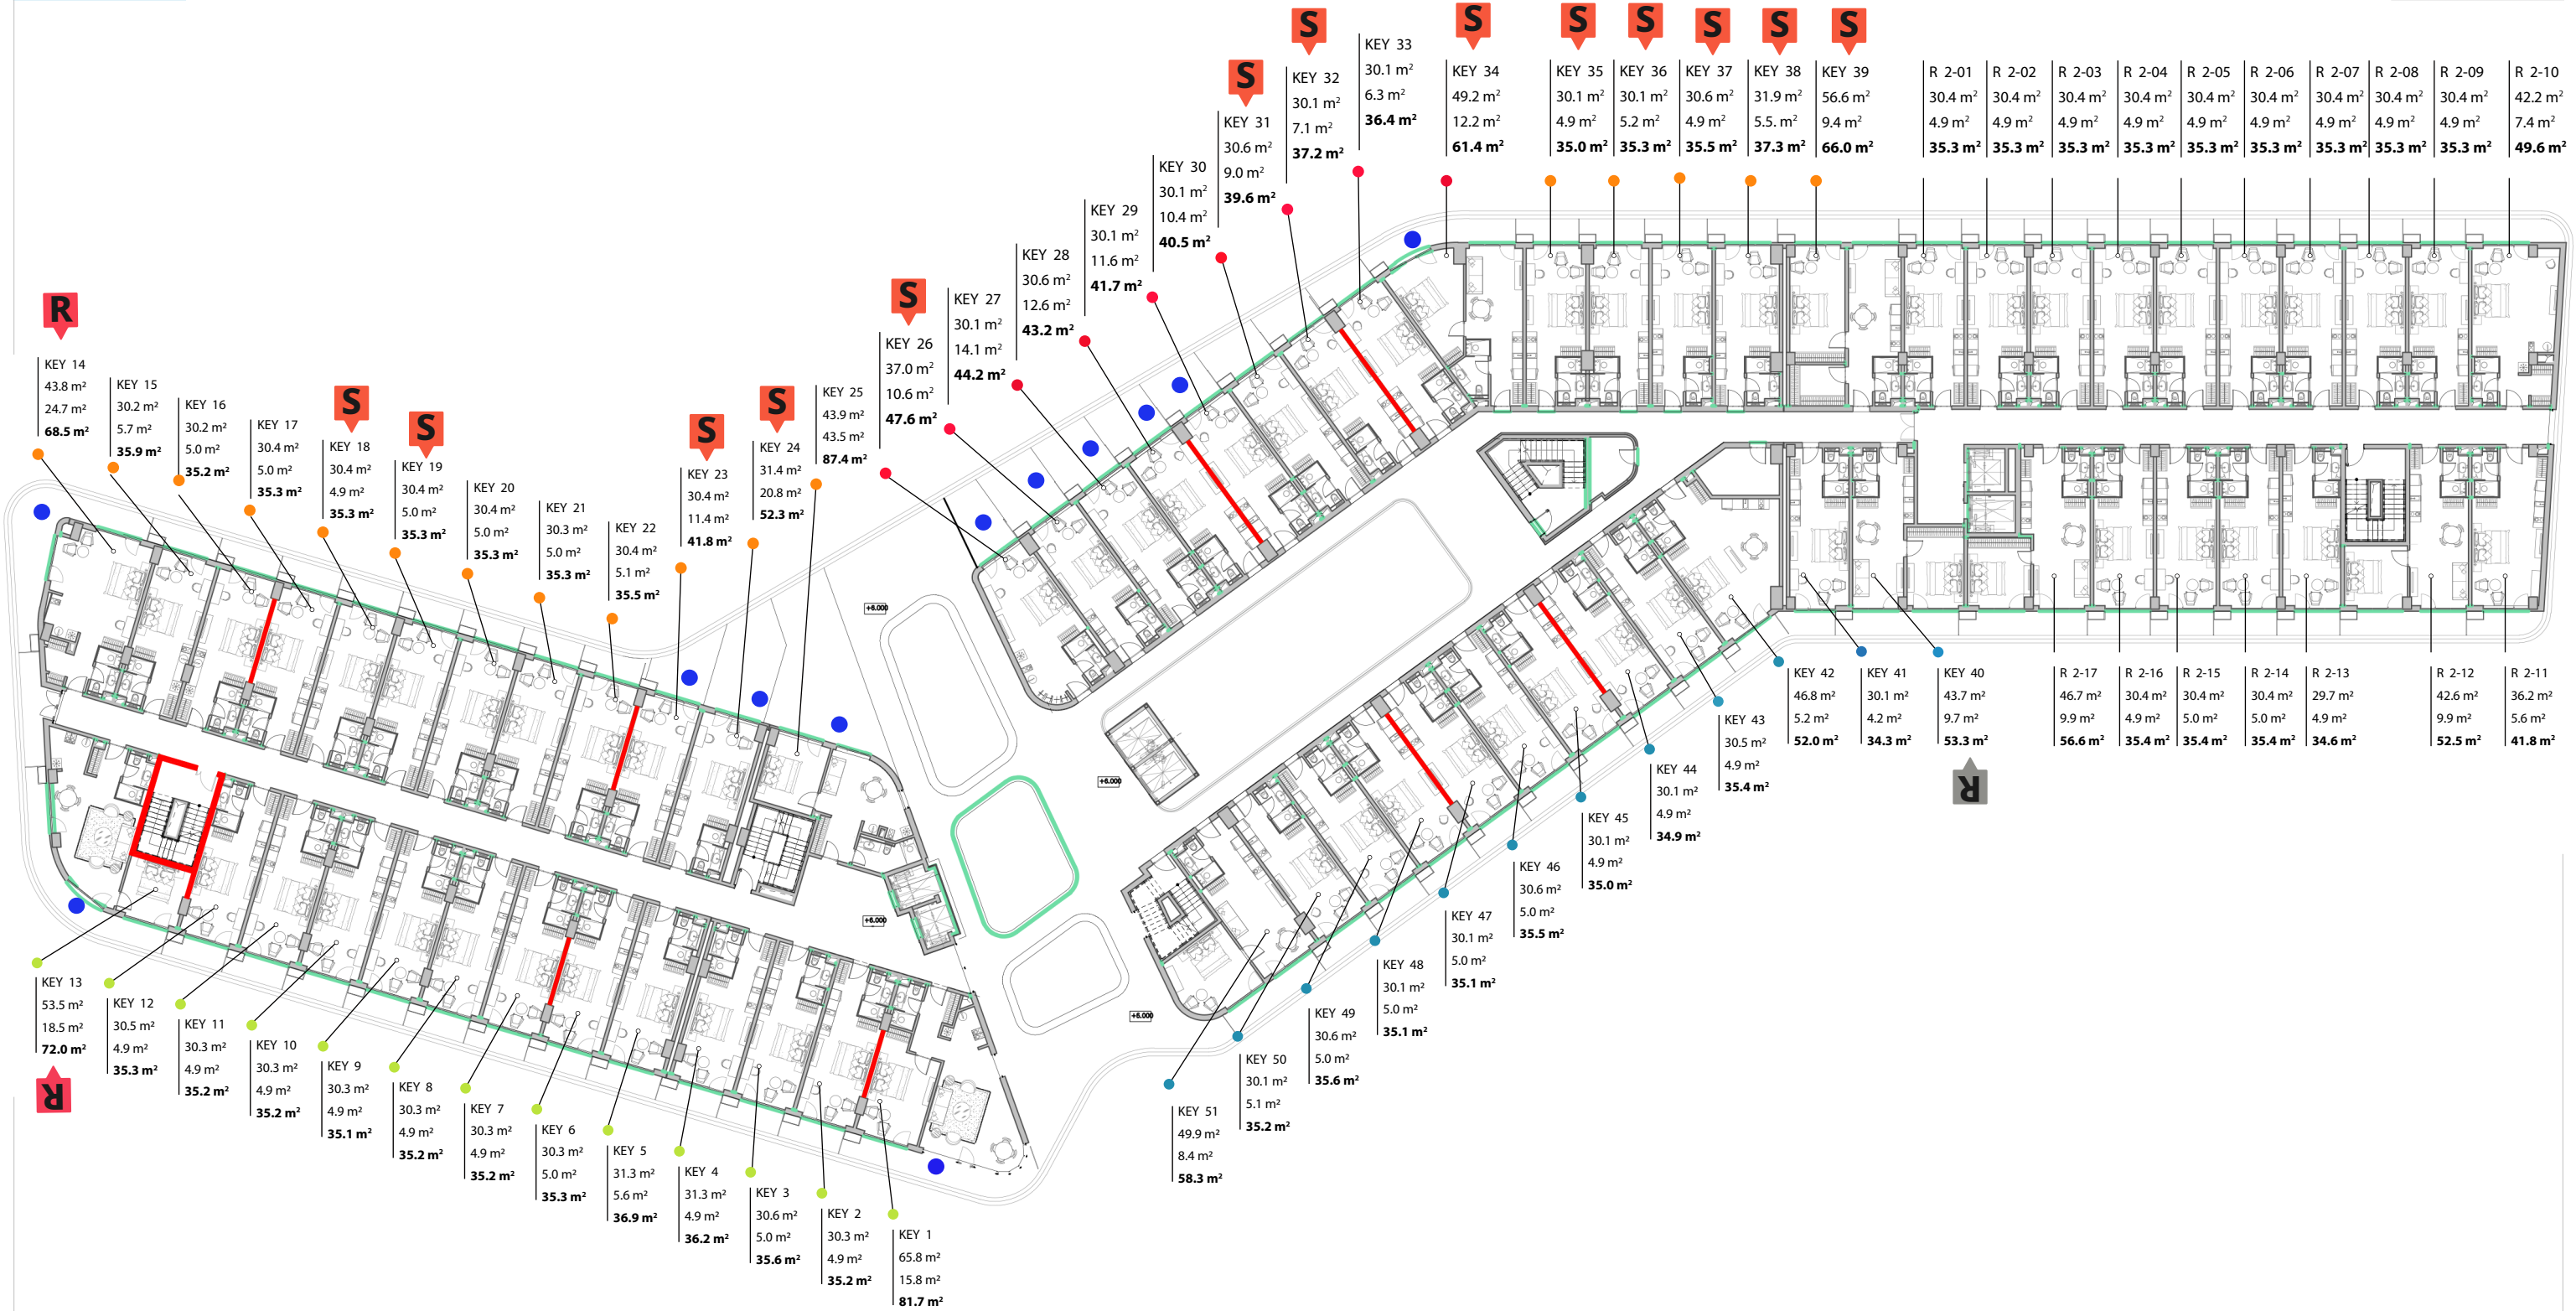 S
S
S
S
S
S
S
S
KEY 33
30.1 m²
6.3 m²
36.4 m²
KEY 34
49.2 m²
12.2 m²
61.4 m²
KEY 35
30.1 m²
4.9 m²
35.0 m²
KEY 36
30.1 m²
5.2 m²
35.3 m²
KEY 37
30.6 m²
4.9 m²
35.5 m²
KEY 38
31.9 m²
5.5. m²
37.3 m²
KEY 39
56.6 m²
9.4 m²
66.0 m²
R 2-01
30.4 m²
4.9 m²
35.3 m²
R 2-02
30.4 m²
4.9 m²
35.3 m²
R 2-03
30.4 m²
4.9 m²
35.3 m²
R 2-04
30.4 m²
4.9 m²
35.3 m²
R 2-05
30.4 m²
4.9 m²
35.3 m²
R 2-06
30.4 m²
4.9 m²
35.3 m²
R 2-07
30.4 m²
4.9 m²
35.3 m²
R 2-08
30.4 m²
4.9 m²
35.3 m²
R 2-09
30.4 m²
4.9 m²
35.3 m²
R 2-10
42.2 m²
7.4 m²
49.6 m²
KEY 32
30.1 m²
7.1 m²
37.2 m²
KEY 31
30.6 m²
9.0 m²
39.6 m²
KEY 30
30.1 m²
10.4 m²
40.5 m²
KEY 29
30.1 m²
11.6 m²
41.7 m²
KEY 28
30.6 m²
12.6 m²
43.2 m²
KEY 27
30.1 m²
14.1 m²
44.2 m²
S
KEY 26
37.0 m²
10.6 m²
47.6 m²
R
KEY 14
43.8 m²
24.7 m²
68.5 m²
KEY 15
30.2 m²
5.7 m²
35.9 m²
KEY 16
30.2 m²
5.0 m²
35.2 m²
KEY 17
30.4 m²
5.0 m²
35.3 m²
S
KEY 18
30.4 m²
4.9 m²
35.3 m²
S
KEY 19
30.4 m²
5.0 m²
35.3 m²
KEY 20
30.4 m²
5.0 m²
35.3 m²
KEY 21
30.3 m²
5.0 m²
35.3 m²
KEY 22
30.4 m²
5.1 m²
35.5 m²
S
KEY 23
30.4 m²
11.4 m²
41.8 m²
S
KEY 24
31.4 m²
20.8 m²
52.3 m²
KEY 25
43.9 m²
43.5 m²
87.4 m²
+6.000
+6.000
+6.000
+6.000
KEY 42
46.8 m²
5.2 m²
52.0 m²
KEY 41
30.1 m²
4.2 m²
34.3 m²
KEY 40
43.7 m²
9.7 m²
53.3 m²
R
R 2-17
46.7 m²
9.9 m²
56.6 m²
R 2-16
30.4 m²
4.9 m²
35.4 m²
R 2-15
30.4 m²
5.0 m²
35.4 m²
R 2-14
30.4 m²
5.0 m²
35.4 m²
R 2-13
29.7 m²
4.9 m²
34.6 m²
R 2-12
42.6 m²
9.9 m²
52.5 m²
R 2-11
36.2 m²
5.6 m²
41.8 m²
KEY 43
30.5 m²
4.9 m²
35.4 m²
KEY 44
30.1 m²
4.9 m²
34.9 m²
KEY 45
30.1 m²
4.9 m²
35.0 m²
KEY 46
30.6 m²
5.0 m²
35.5 m²
KEY 47
30.1 m²
5.0 m²
35.1 m²
KEY 48
30.1 m²
5.0 m²
35.1 m²
KEY 49
30.6 m²
5.0 m²
35.6 m²
KEY 50
30.1 m²
5.1 m²
35.2 m²
KEY 51
49.9 m²
8.4 m²
58.3 m²
KEY 13
53.5 m²
18.5 m²
72.0 m²
R
KEY 12
30.5 m²
4.9 m²
35.3 m²
KEY 11
30.3 m²
4.9 m²
35.2 m²
KEY 10
30.3 m²
4.9 m²
35.2 m²
KEY 9
30.3 m²
4.9 m²
35.1 m²
KEY 8
30.3 m²
4.9 m²
35.2 m²
KEY 7
30.3 m²
4.9 m²
35.2 m²
KEY 6
30.3 m²
5.0 m²
35.3 m²
KEY 5
31.3 m²
5.6 m²
36.9 m²
KEY 4
31.3 m²
4.9 m²
36.2 m²
KEY 3
30.6 m²
5.0 m²
35.6 m²
KEY 2
30.3 m²
4.9 m²
35.2 m²
KEY 1
65.8 m²
15.8 m²
81.7 m²